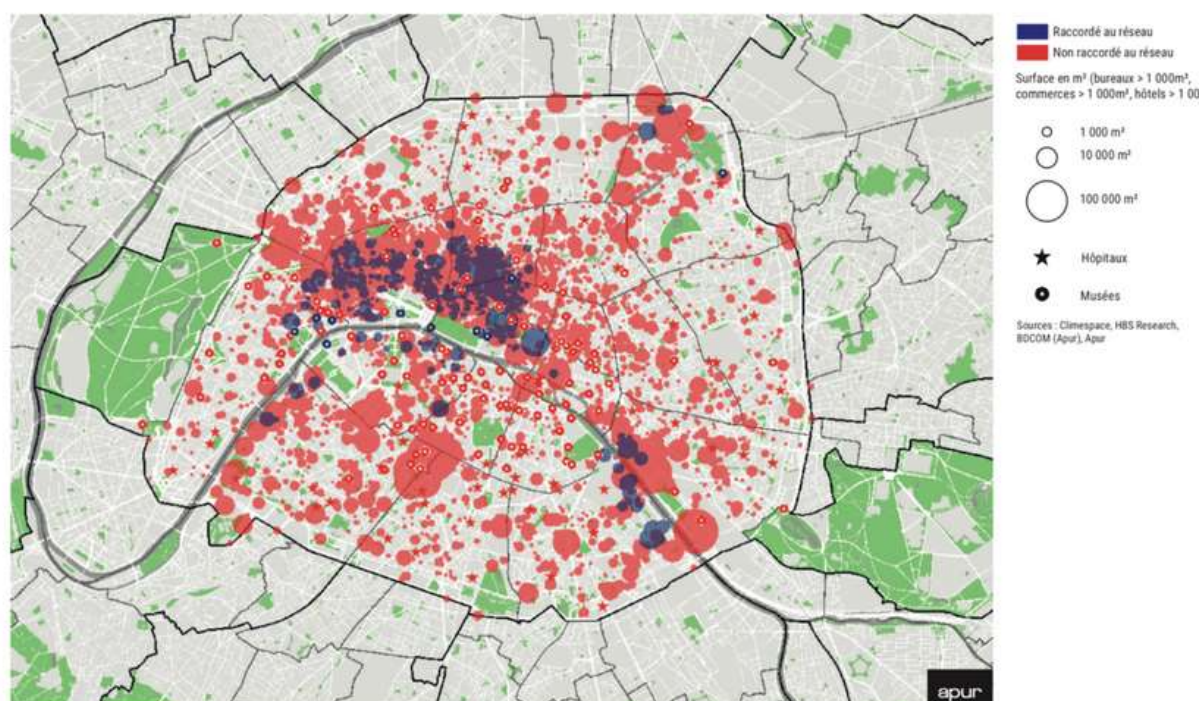 Raccordé au réseau
Non raccordé au réseau
Surface en m² (bureaux > 1 000m²,
commerces > 1 000m², hôtels > 1 00
1 000 m²
10 000 m²
100 000 m²
Hôpitaux
Musées
Sources : Climespace, HBS Research,
BDCOM (Apur), Apur
apur